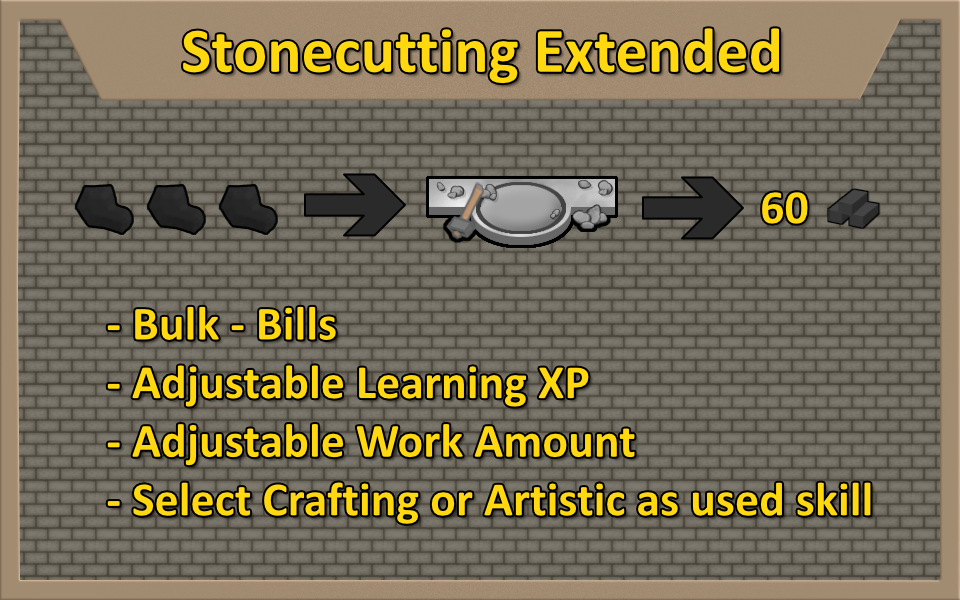 Stonecutting Extended
60
- Bulk - Bills
- Adjustable Learning XP
- Adjustable Work Amount
- Select Crafting or Artistic as used skill